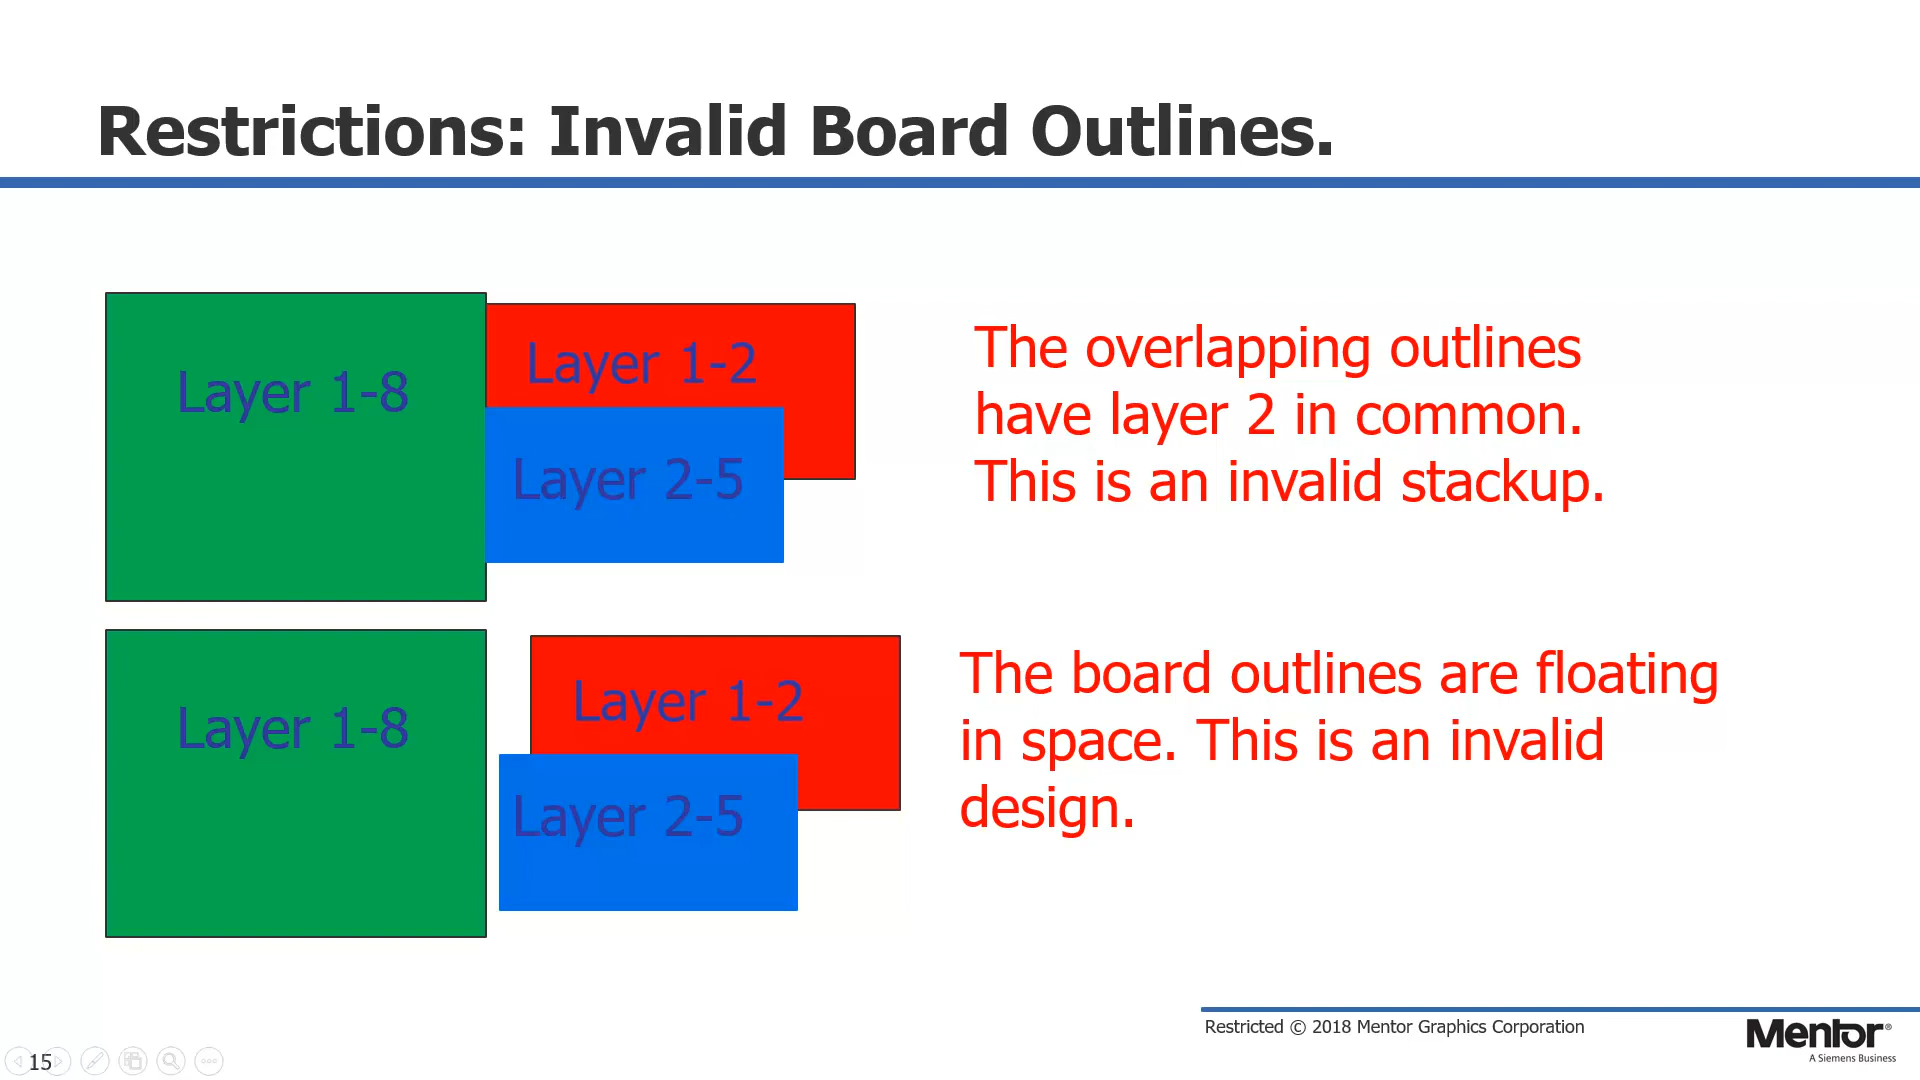 Restrictions: Invalid Board Outlines.
Layer 1-8
Layer 1-2
Layer 2-5
The overlapping outlines
have layer 2 in common.
This is an invalid stackup.
Layer 1-8
Layer 1-2
Layer 2-5
The board outlines are floating
in space. This is an invalid
design.
Restricted © 2018 Mentor Graphics Corporation
Mentor®
A Siemens Business
15